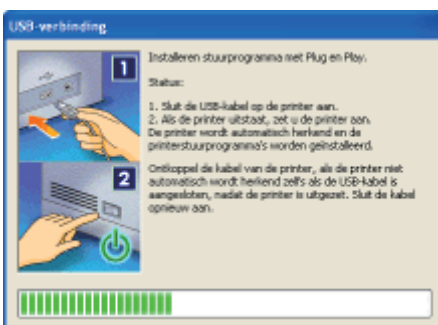 USB-verbinding
1
Installeren stuurprogramma met Plug en Play.
Status:
1. Sluit de USB-kabel op de printer aan.
2. Als de printer uitstaat, zet u de printer aan.
De printer wordt automatisch herkend en de
printerstuurprogramma's worden geïnstalleerd.
2
Ontkoppel de kabel van de printer, als de printer niet
automatisch wordt herkend zelfs als de USB-kabel is
aangesloten, nadat de printer is uitgezet. Sluit de kabel
opnieuw aan.